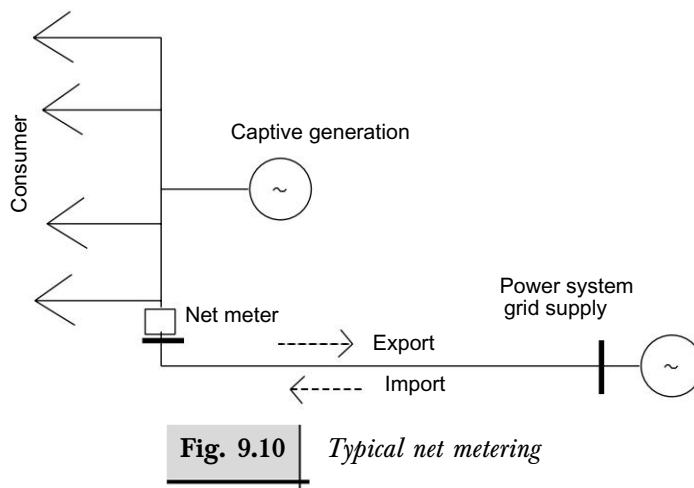 Consumer
Captive generation
~
Net meter
Power system
grid supply
~
Export
Import
Fig. 9.10 Typical net metering